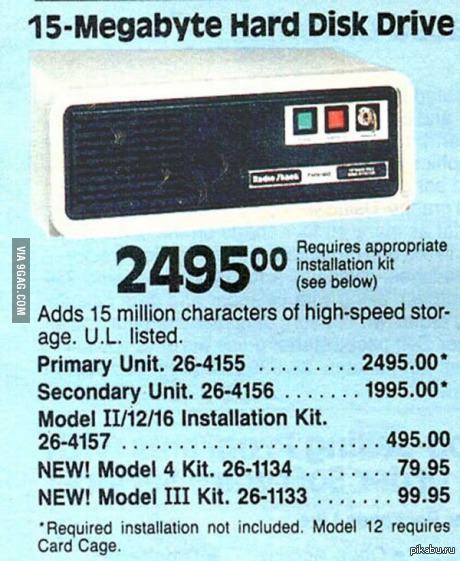 15-Megabyte Hard Disk Drive
Radio Shack
2495⁰⁰
Requires appropriate
installation kit
(see below)
VIA 9GAG.COM
Adds 15 million characters of high-speed stor-
age. U.L. listed.
Primary Unit. 26-4155 ......... 2495.00*
Secondary Unit. 26-4156 ...... 1995.00*
Model II/12/16 Installation Kit.
26-4157 ..................... 495.00
NEW! Model 4 Kit. 26-1134 ....... 79.95
NEW! Model III Kit. 26-1133 ...... 99.95
*Required installation not included. Model 12 requires
Card Cage.
pikabu.ru